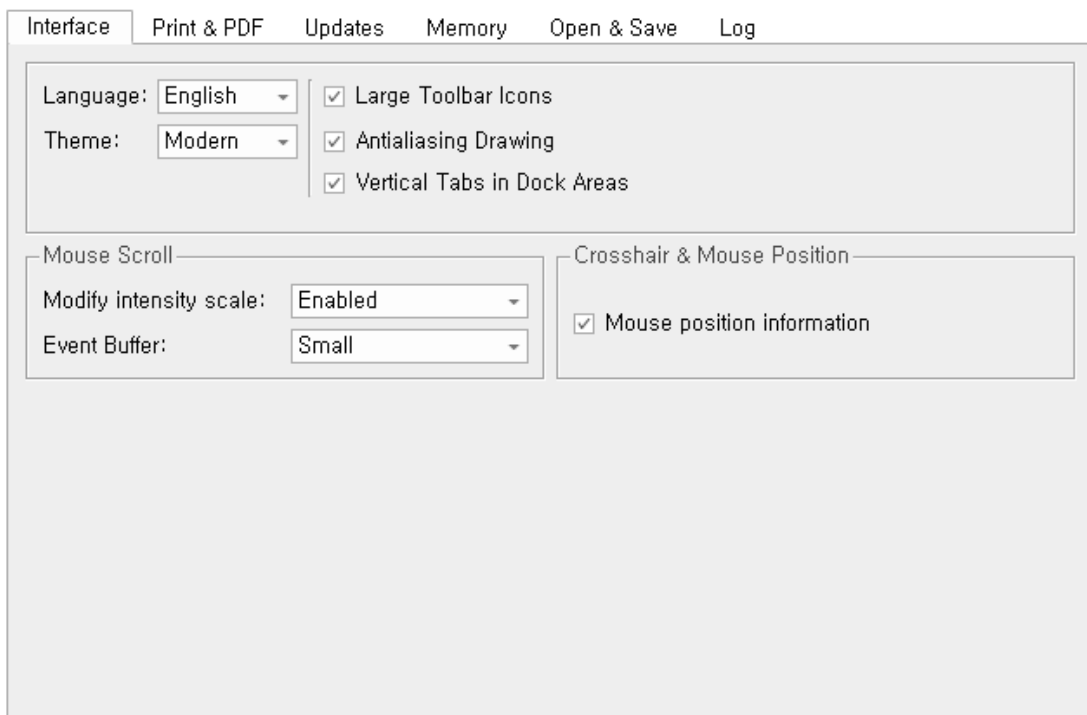 Interface Print & PDF Updates Memory Open & Save Log
Language: English
Theme: Modern
Large Toolbar Icons
Antialiasing Drawing
Vertical Tabs in Dock Areas
Mouse Scroll
Modify intensity scale: Enabled
Event Buffer: Small
Crosshair & Mouse Position
Mouse position information